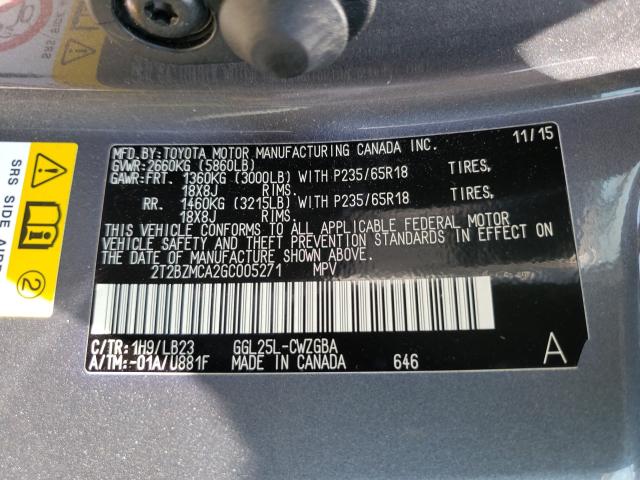 MFD.BY:TOYOTA MOTOR MANUFACTURING CANADA INC. 11/15
GVWR:2660KG (5860LB)
GAWR:FRT. 1360KG (3000LB) WITH P235/65R18 TIRES,
18X8J RIMS.
RR. 1460KG (3215LB) WITH P235/65R18 TIRES,
18X8J RIMS.
THIS VEHICLE CONFORMS TO ALL APPLICABLE FEDERAL MOTOR
VEHICLE SAFETY AND THEFT PREVENTION STANDARDS IN EFFECT ON
THE DATE OF MANUFACTURE SHOWN ABOVE.
2T2BZMCA2GC005271 MPV
C/TR:1H9/LB23 GGL25L-CWZGBA
A/TM:-01A/U881F MADE IN CANADA 646 A
SRS SIDE
2